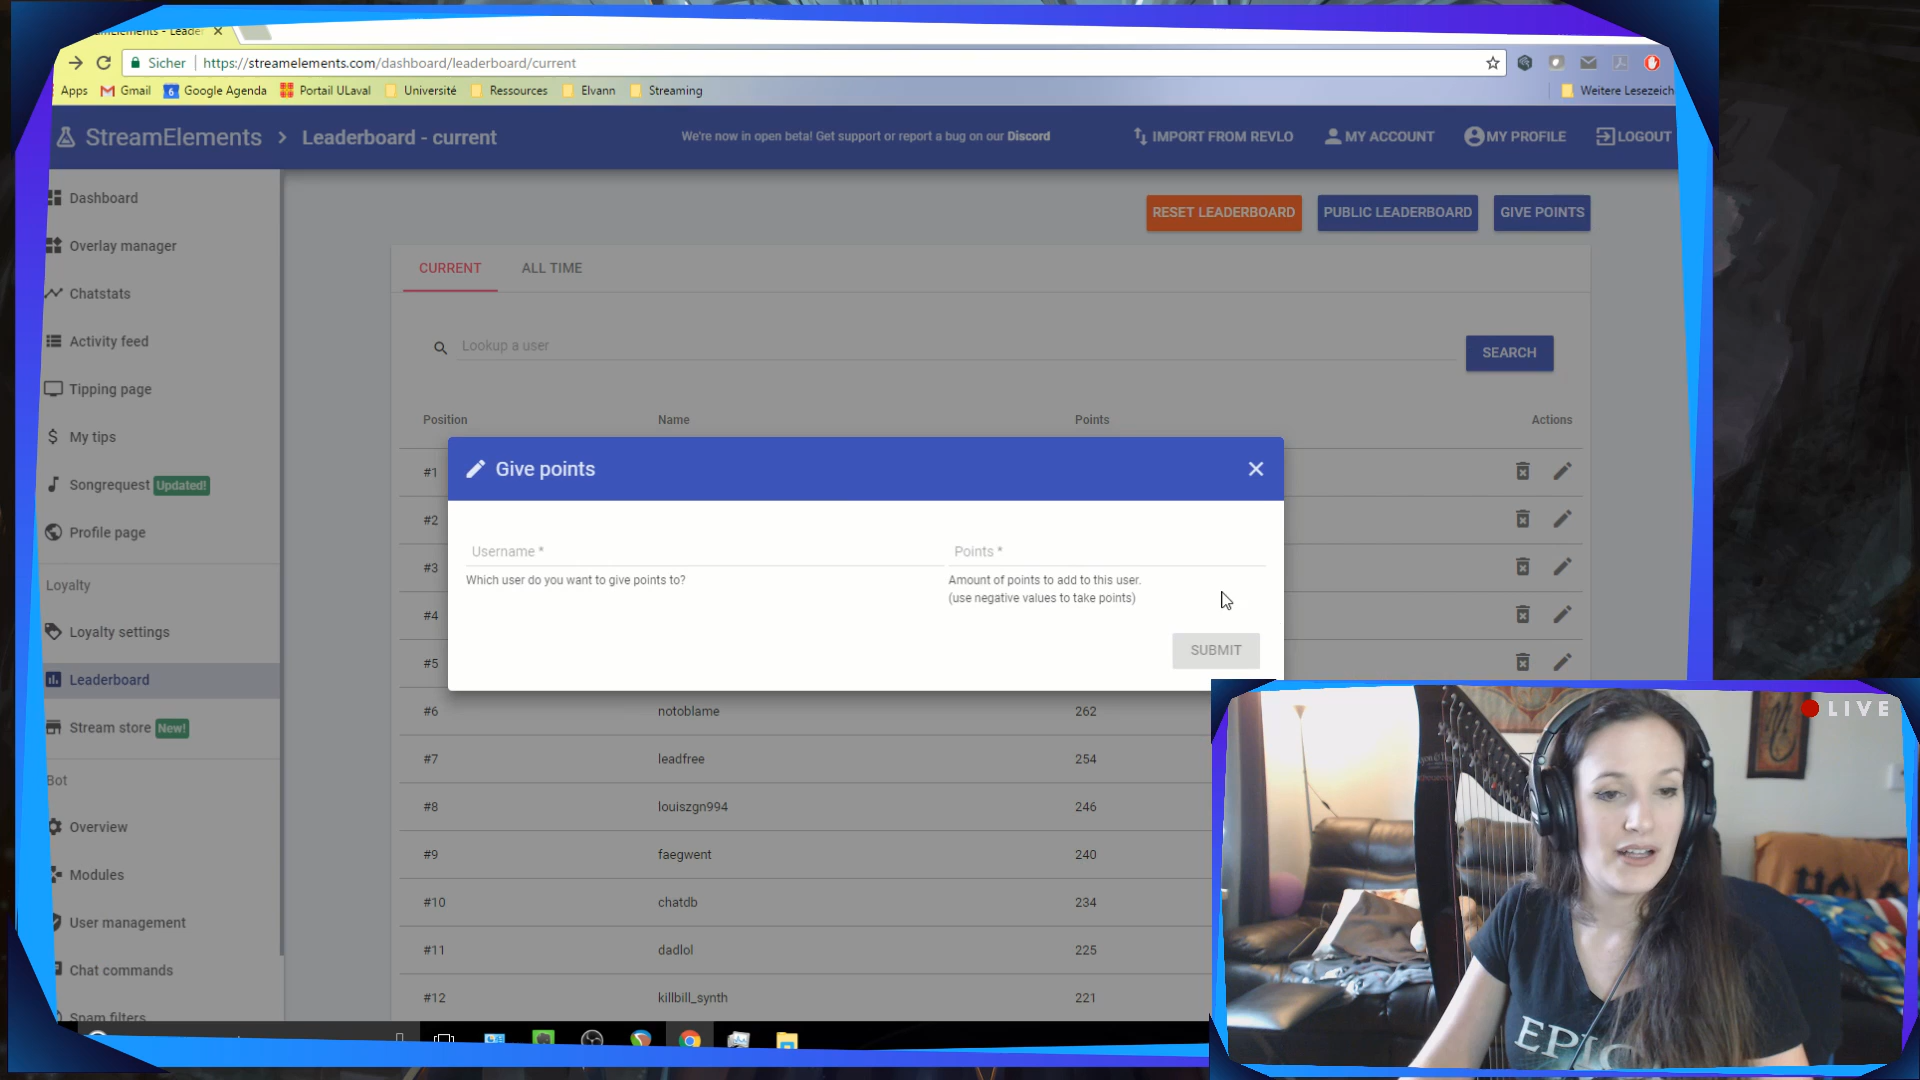 Sicher https://streamelements.com/dashboard/leaderboard/current
Apps Gmail 6 Google Agenda Portail ULaval Université Ressources Elvann Streaming Weitere Lesezeich
StreamElements > Leaderboard - current We're now in open beta! Get support or report a bug on our Discord IMPORT FROM REVLO MY ACCOUNT MY PROFILE LOGOUT
Dashboard
Overlay manager
Chatstats
Activity feed
Tipping page
My tips
Songrequest Updated!
Profile page
Loyalty
Loyalty settings
Leaderboard
Stream store New!
Bot
Overview
Modules
User management
Chat commands
Spam filters
RESET LEADERBOARD PUBLIC LEADERBOARD GIVE POINTS
CURRENT ALL TIME
Lookup a user SEARCH
Position Name Points Actions
#1
#2
#3
#4
#5
Give points
Username * Points *
Which user do you want to give points to? Amount of points to add to this user.
(use negative values to take points)
SUBMIT
#6 notoblame 262
#7 leadfree 254
#8 louiszgn994 246
#9 faegwent 240
#10 chatdb 234
#11 dadlol 225
#12 killbill_synth 221
LIVE
EPIC